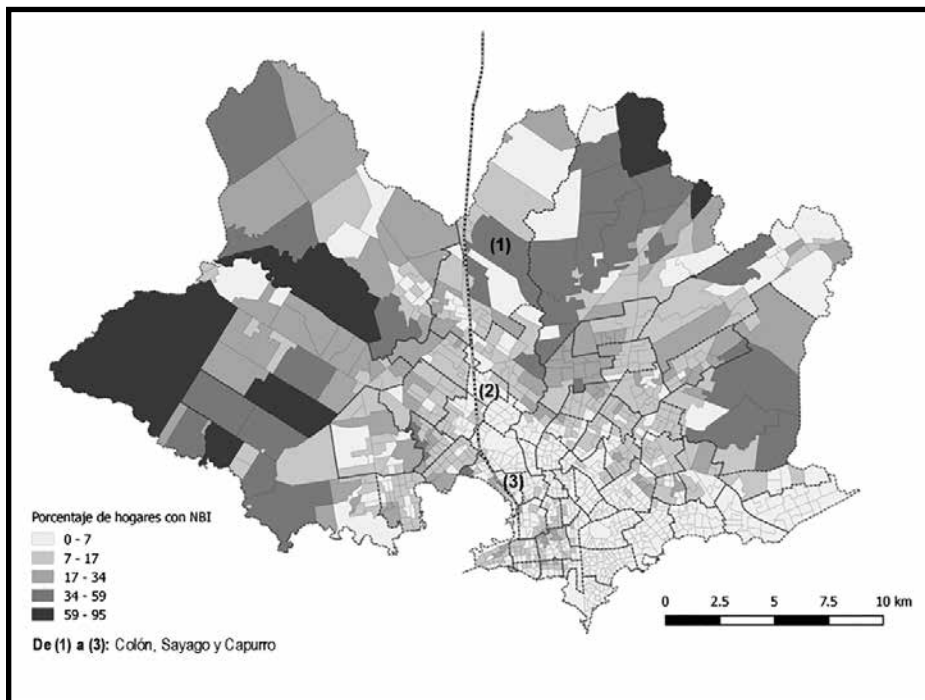 (1)
(2)
(3)
Porcentaje de hogares con NBI
0 - 7
7 - 17
17 - 34
34 - 59
59 - 95
De (1) a (3): Colón, Sayago y Capurro
0 2.5 5 7.5 10 km